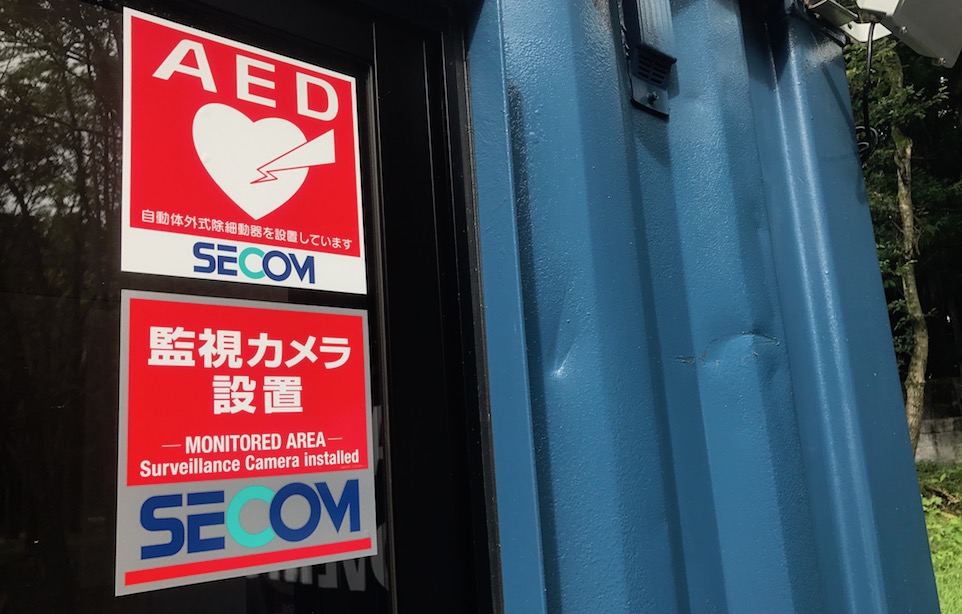 AED
自動体外式除細動器を設置しています
SECOM
監視カメラ
設置
MONITORED AREA
Surveillance Camera installed
SECOM